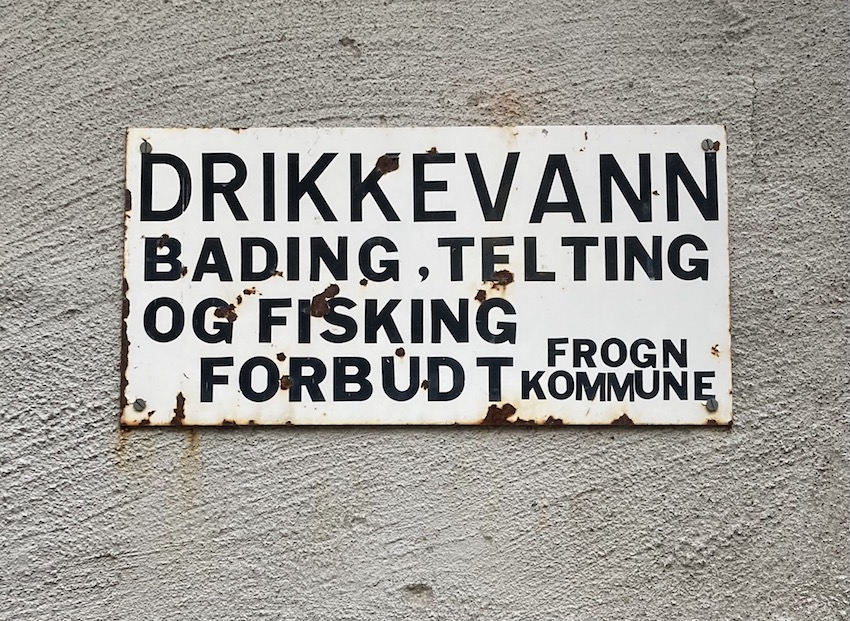 DRIKKEVANN
BADING, TELTING
OG FISKING
FORBUDT
FROGN
KOMMUNE